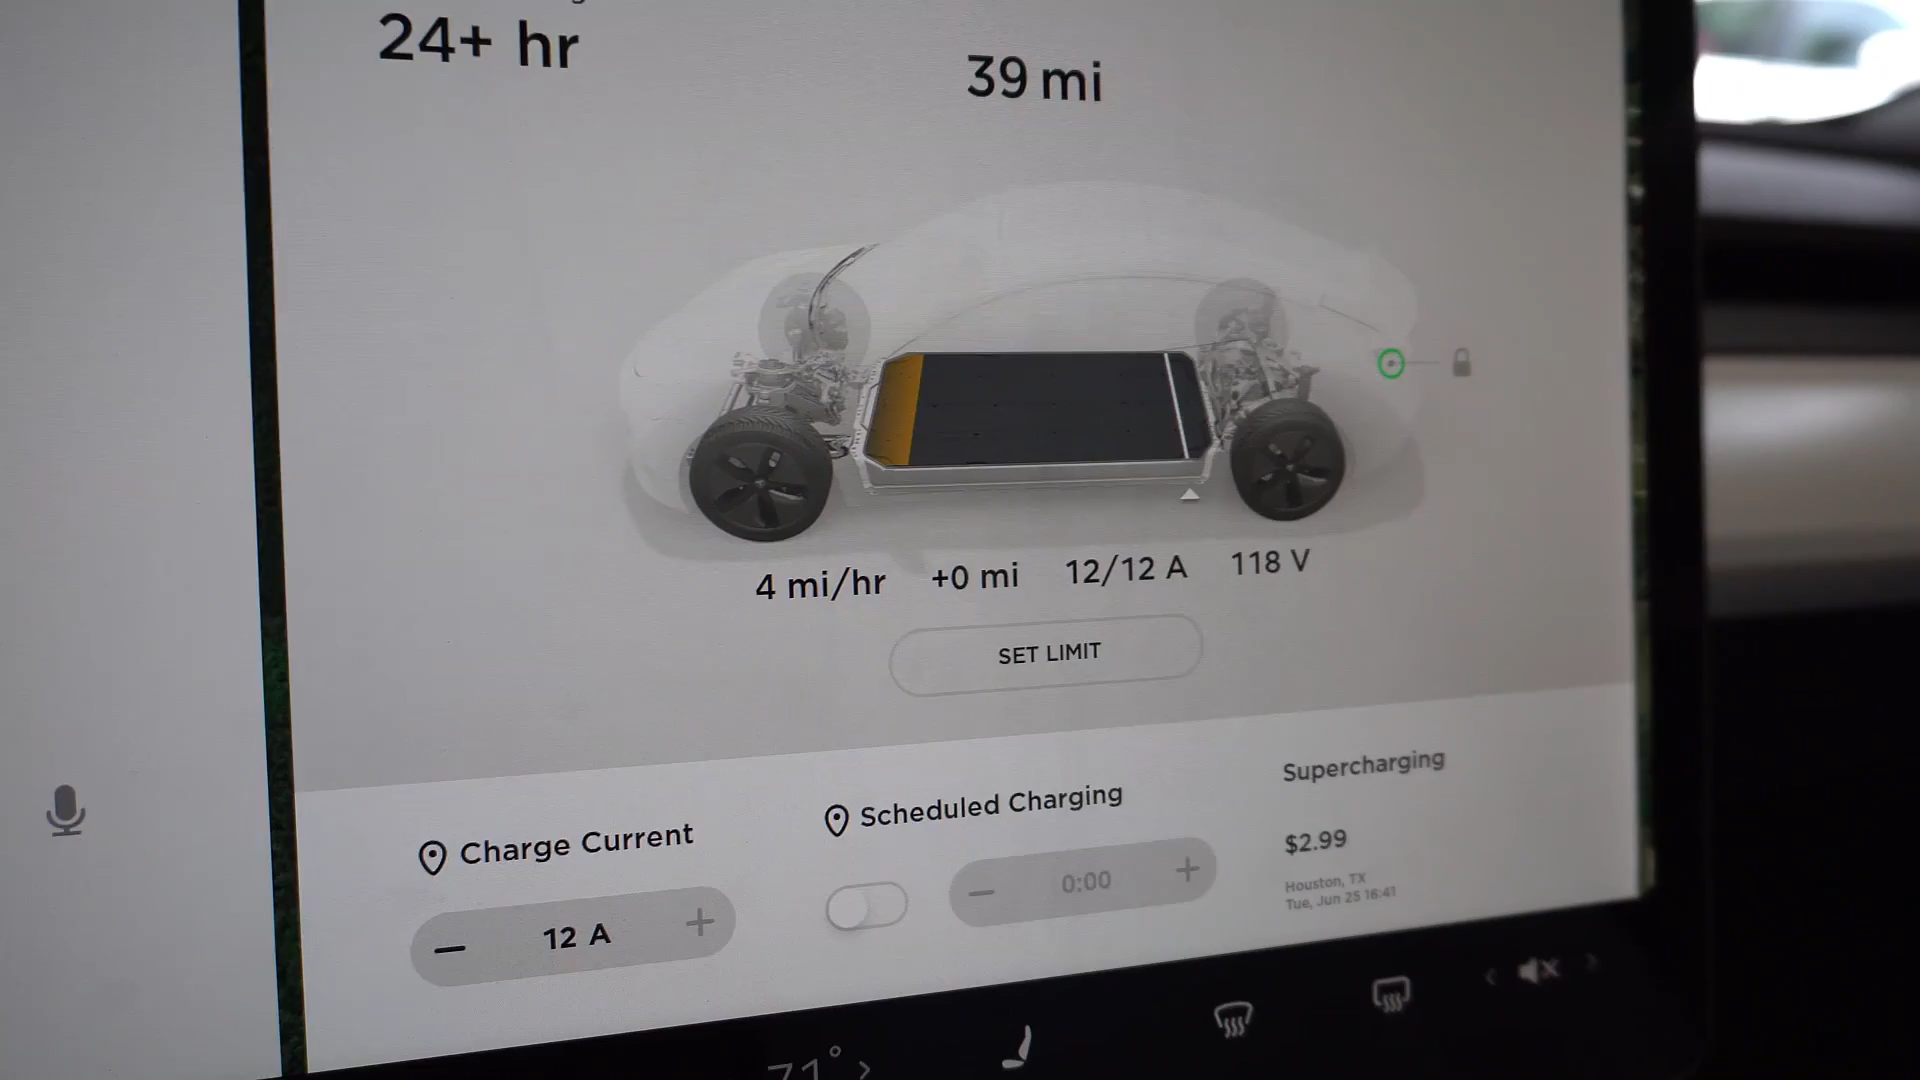 24+ hr
39 mi
4 mi/hr +0 mi 12/12 A 118 V
SET LIMIT
Charge Current
12 A
Scheduled Charging
0:00
Supercharging
$2.99
Houston, TX
Tue, Jun 25 16:41
71°